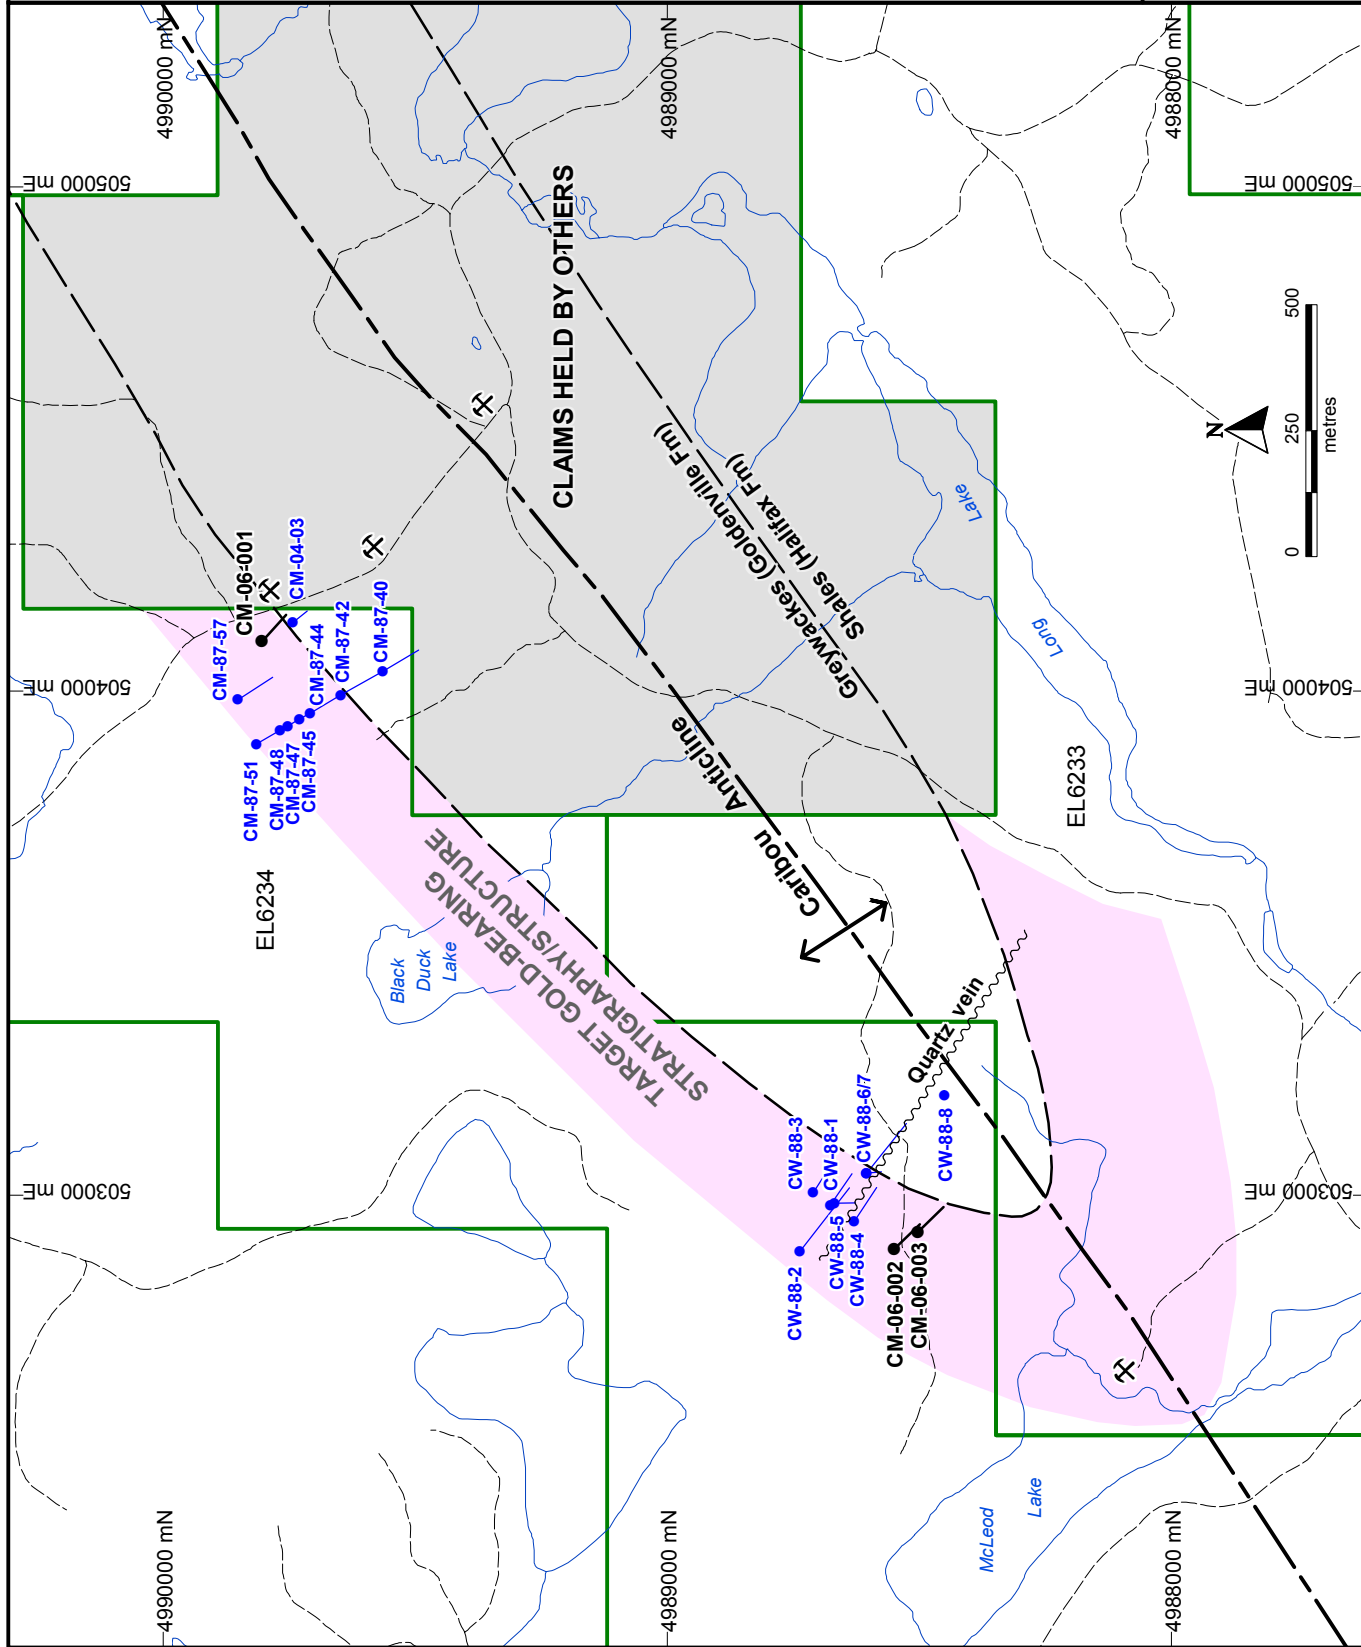 4990000 mN
4989000 mN
4988000 mN
505000 mE
505000 mE
CLAIMS HELD BY OTHERS
Greywackes (Goldenville Fm)
Shales (Halifax Fm)
CM-06-001
CM-04-03
CM-87-57
CM-87-44
CM-87-42
CM-87-40
CM-87-51
CM-87-48
CM-87-47
CM-87-45
504000 mE
504000 mE
EL6234
EL6233
Black
Duck
Lake
TARGET GOLD-BEARING
STRATIGRAPHY/STRUCTURE
Caribou Anticline
Long Lake
Quartz vein
CW-88-3
CW-88-1
CW-88-6/7
CW-88-8
CW-88-2
CW-88-5
CW-88-4
CM-06-002
CM-06-003
503000 mE
503000 mE
McLeod
Lake
4990000 mN
4989000 mN
4988000 mN
N
0 250 500
metres